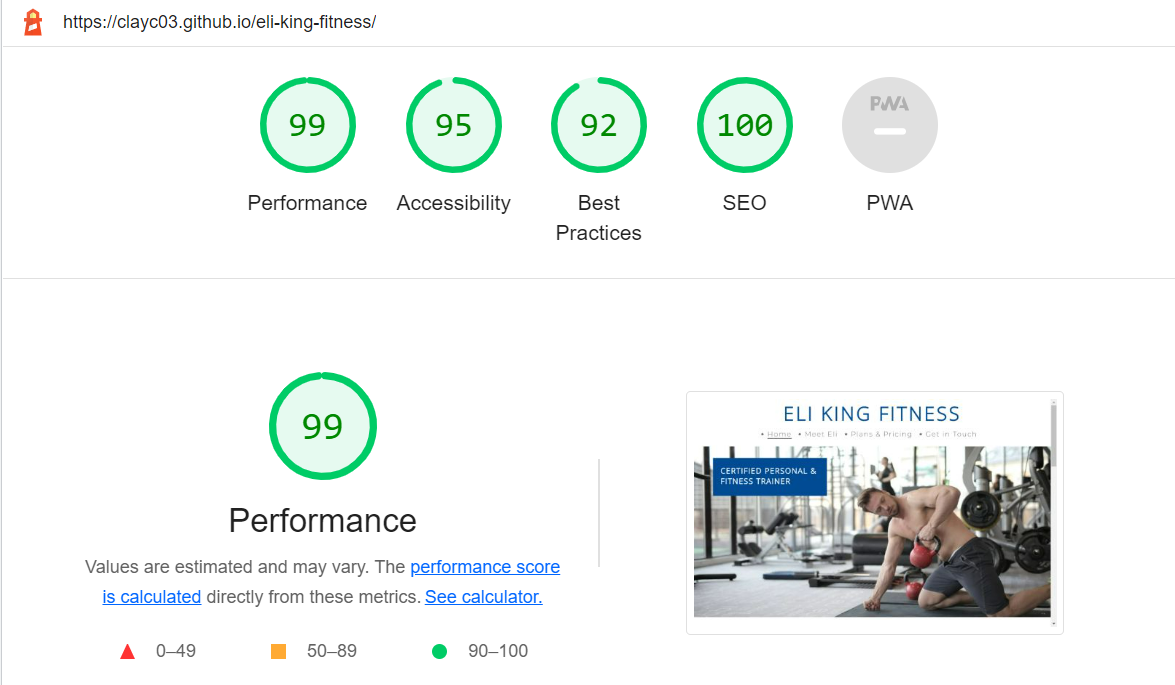 https://clayc03.github.io/eli-king-fitness/
99
95
92
100
PWA
Performance
Accessibility
Best
Practices
SEO
PWA
99
Performance
Values are estimated and may vary. The performance score
is calculated directly from these metrics. See calculator.
0–49
50–89
90–100
ELI KING FITNESS
• Home • Meet Eli • Plans & Pricing • Get in Touch
CERTIFIED PERSONAL &
FITNESS TRAINER